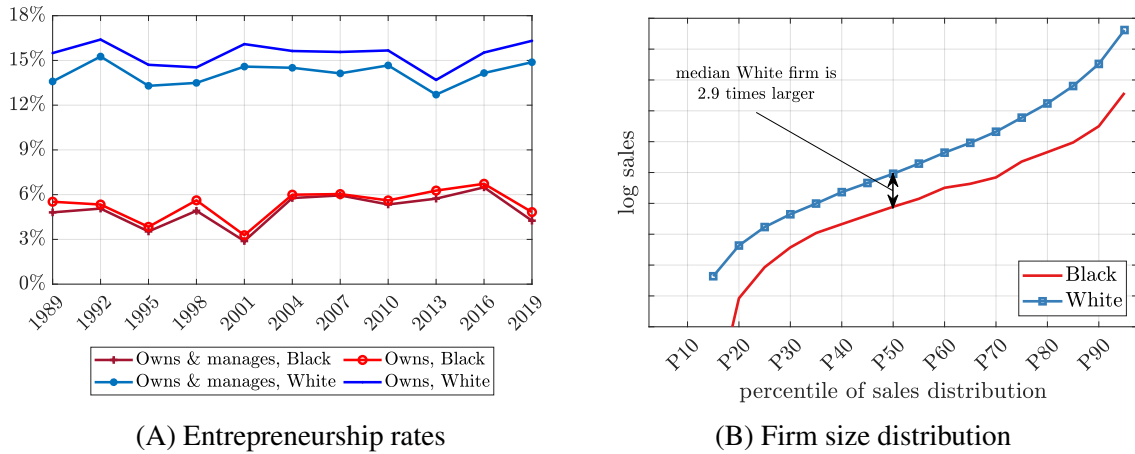 18%
15%
12%
9%
6%
3%
0%
1989
1992
1995
1998
2001
2004
2007
2010
2013
2016
2019
Owns & manages, Black
Owns, Black
Owns & manages, White
Owns, White
(A) Entrepreneurship rates
log sales
median White firm is
2.9 times larger
Black
White
P10
P20
P30
P40
P50
P60
P70
P80
P90
percentile of sales distribution
(B) Firm size distribution